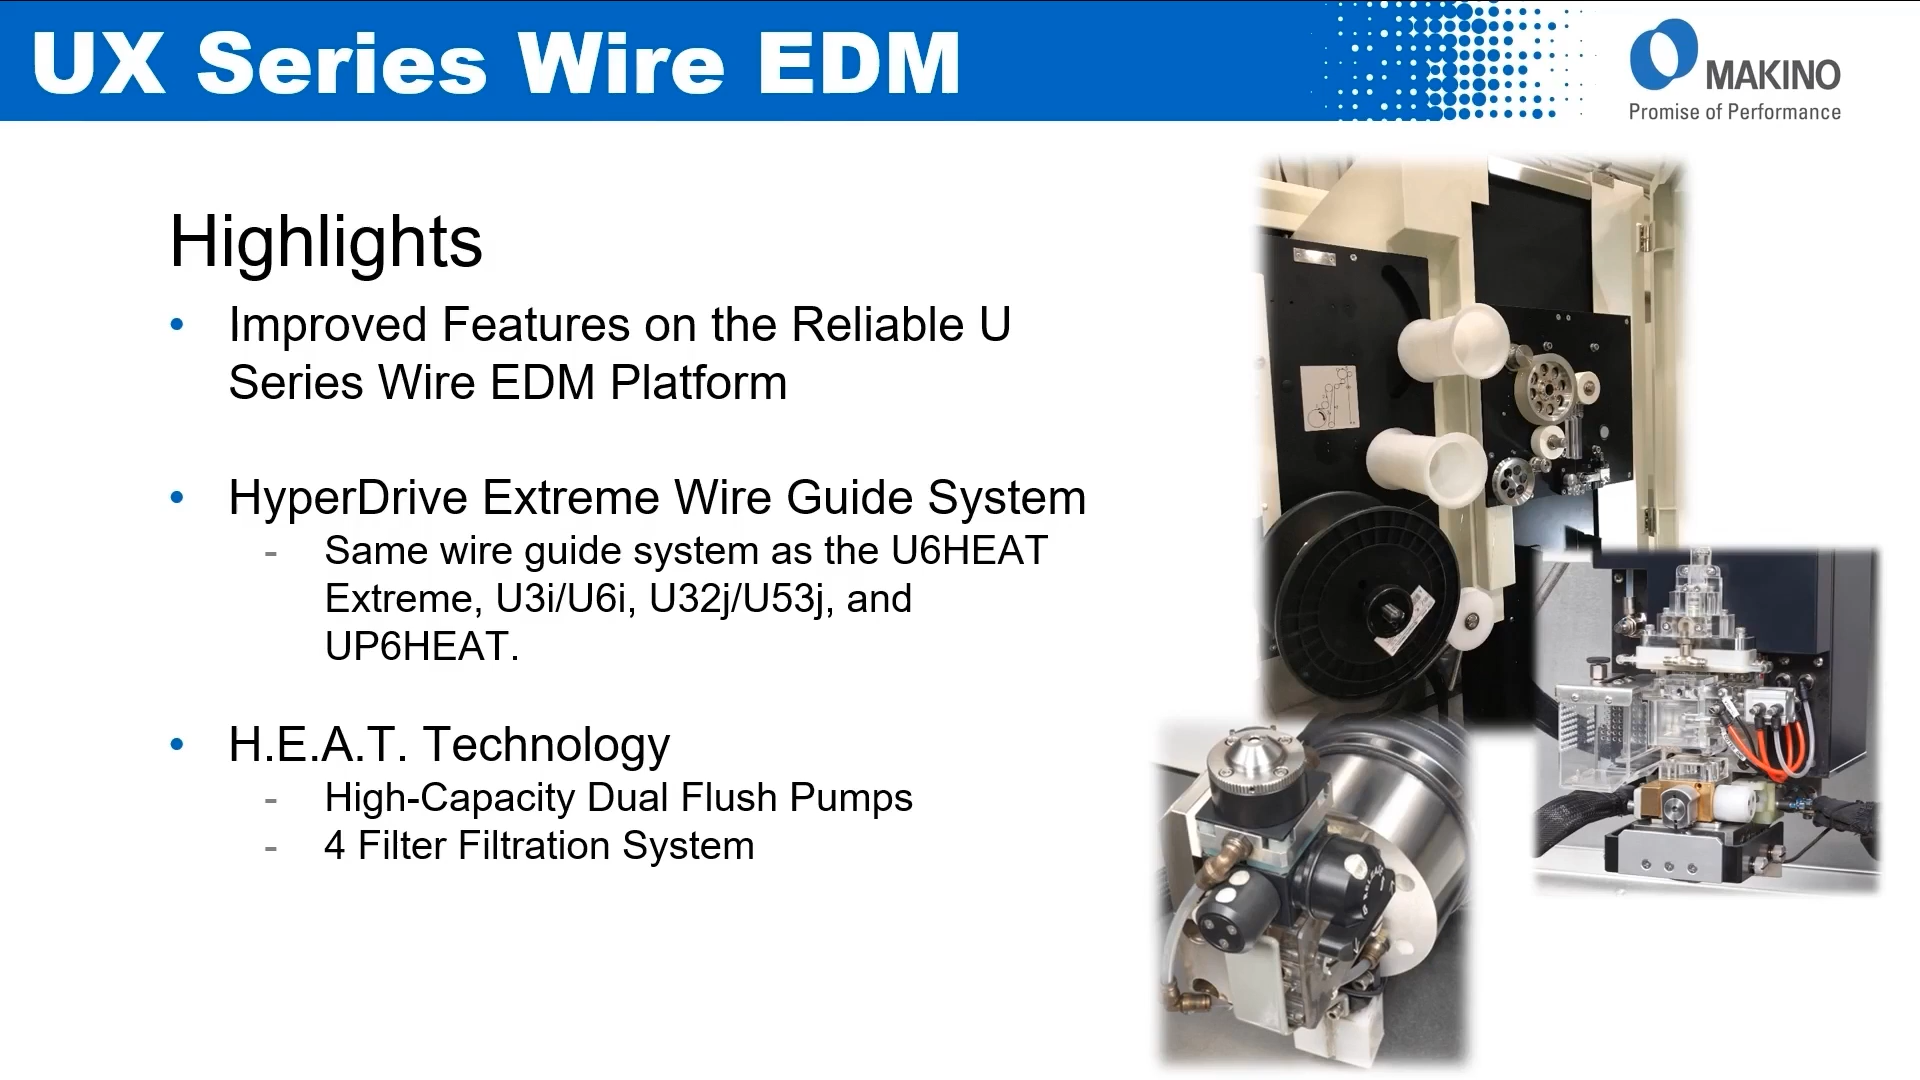 UX Series Wire EDM
MAKINO
Promise of Performance
Highlights
• Improved Features on the Reliable U
Series Wire EDM Platform
• HyperDrive Extreme Wire Guide System
- Same wire guide system as the U6HEAT
Extreme, U3i/U6i, U32j/U53j, and
UP6HEAT.
• H.E.A.T. Technology
- High-Capacity Dual Flush Pumps
- 4 Filter Filtration System